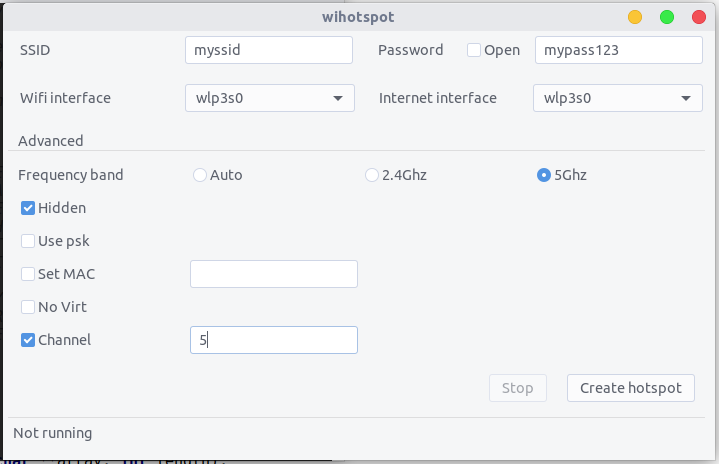 wihotspot
SSID myssid Password Open mypass123
Wifi interface wlp3s0 Internet interface wlp3s0
Advanced
Frequency band Auto 2.4Ghz 5Ghz
Hidden
Use psk
Set MAC
No Virt
Channel 5
Stop Create hotspot
Not running